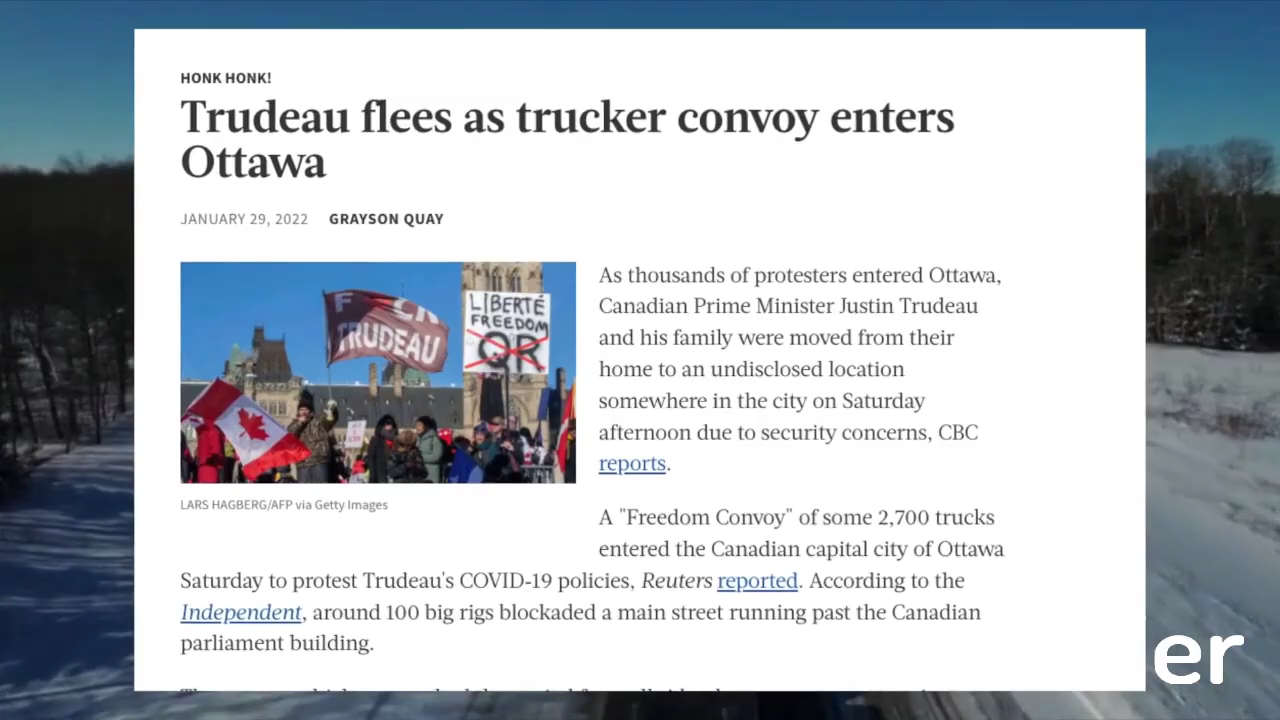 HONK HONK!
Trudeau flees as trucker convoy enters
Ottawa
JANUARY 29, 2022 GRAYSON QUAY
TRUDEAU
LIBERTÉ
FREEDOM
QR
As thousands of protesters entered Ottawa,
Canadian Prime Minister Justin Trudeau
and his family were moved from their
home to an undisclosed location
somewhere in the city on Saturday
afternoon due to security concerns, CBC
reports.
LARS HAGBERG/AFP via Getty Images
A "Freedom Convoy" of some 2,700 trucks
entered the Canadian capital city of Ottawa
Saturday to protest Trudeau's COVID-19 policies, Reuters reported. According to the
Independent, around 100 big rigs blockaded a main street running past the Canadian
parliament building.
er